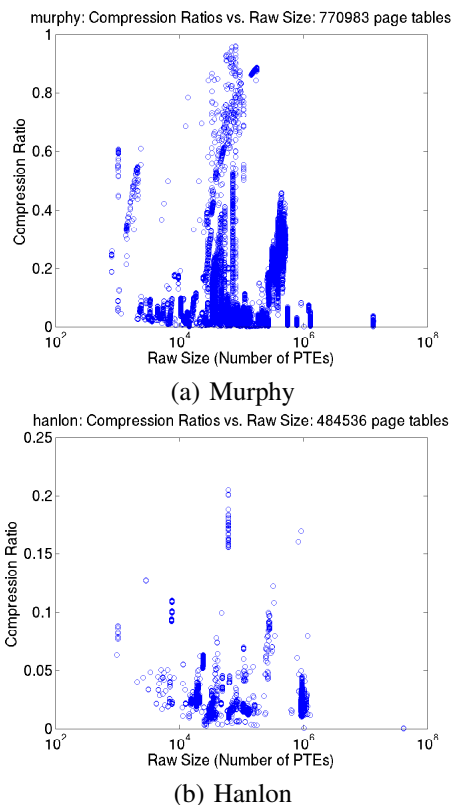 murphy: Compression Ratios vs. Raw Size: 770983 page tables
1
0.8
0.6
0.4
0.2
0
Compression Ratio
10^2 10^4 10^6 10^8
Raw Size (Number of PTEs)
(a) Murphy
hanlon: Compression Ratios vs. Raw Size: 484536 page tables
0.25
0.2
0.15
0.1
0.05
0
Compression Ratio
10^2 10^4 10^6 10^8
Raw Size (Number of PTEs)
(b) Hanlon